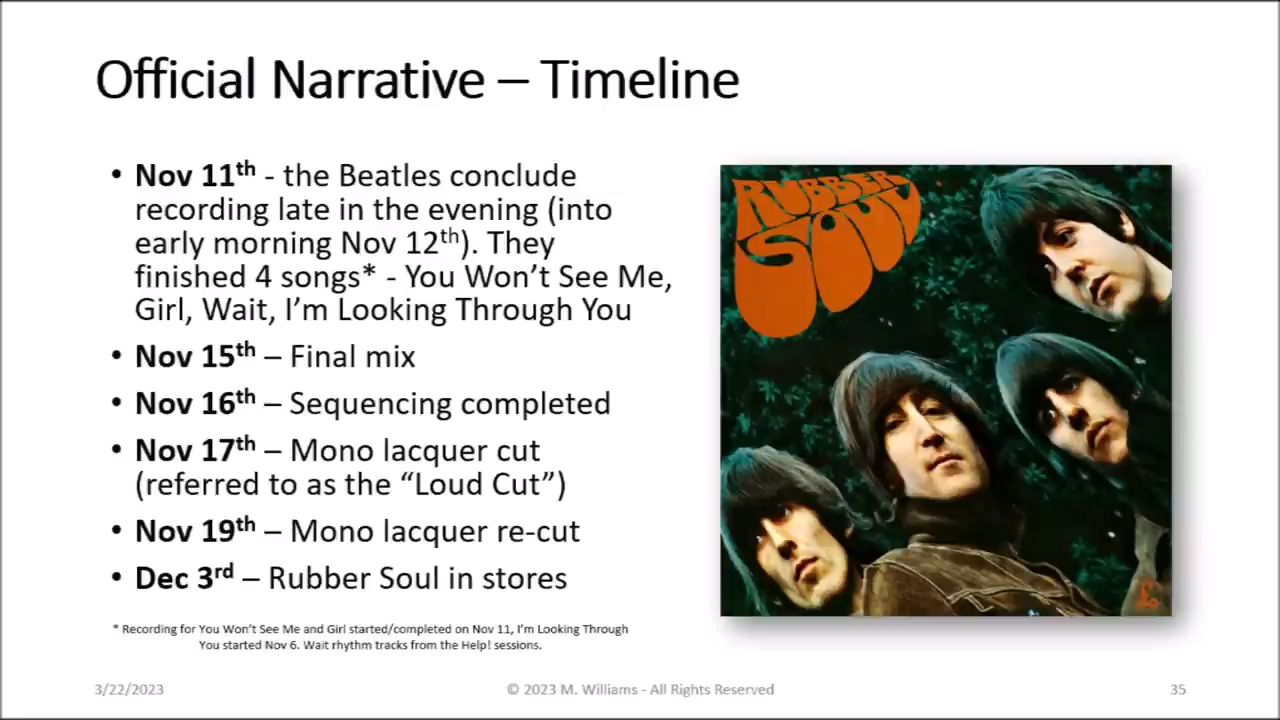 Official Narrative – Timeline
• Nov 11th - the Beatles conclude
recording late in the evening (into
early morning Nov 12th). They
finished 4 songs* - You Won’t See Me,
Girl, Wait, I’m Looking Through You
• Nov 15th – Final mix
• Nov 16th – Sequencing completed
• Nov 17th – Mono lacquer cut
(referred to as the “Loud Cut”)
• Nov 19th – Mono lacquer re-cut
• Dec 3rd – Rubber Soul in stores
* Recording for You Won’t See Me and Girl started/completed on Nov 11, I’m Looking Through
You started Nov 6. Wait rhythm tracks from the Help! sessions.
RUBBER
SOUL
3/22/2023
© 2023 M. Williams - All Rights Reserved
35